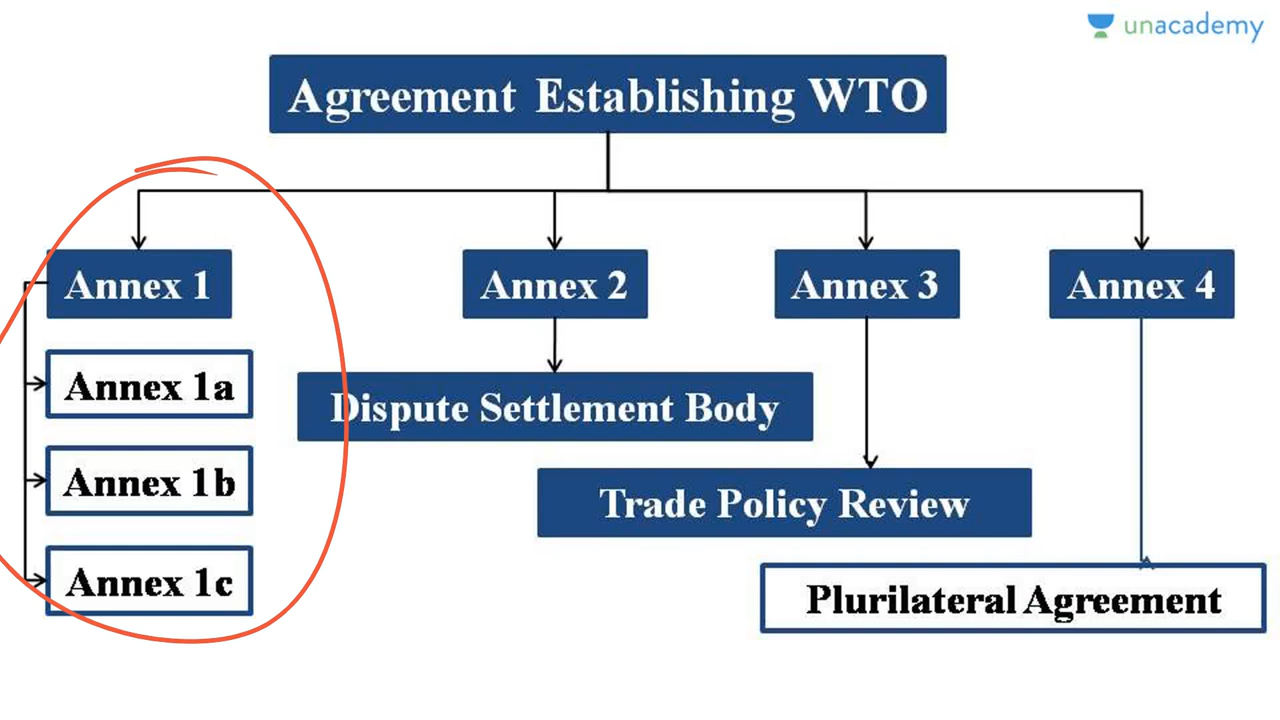 unacademy
Agreement Establishing WTO
Annex 1
Annex 2
Annex 3
Annex 4
Annex 1a
Dispute Settlement Body
Annex 1b
Trade Policy Review
Annex 1c
Plurilateral Agreement